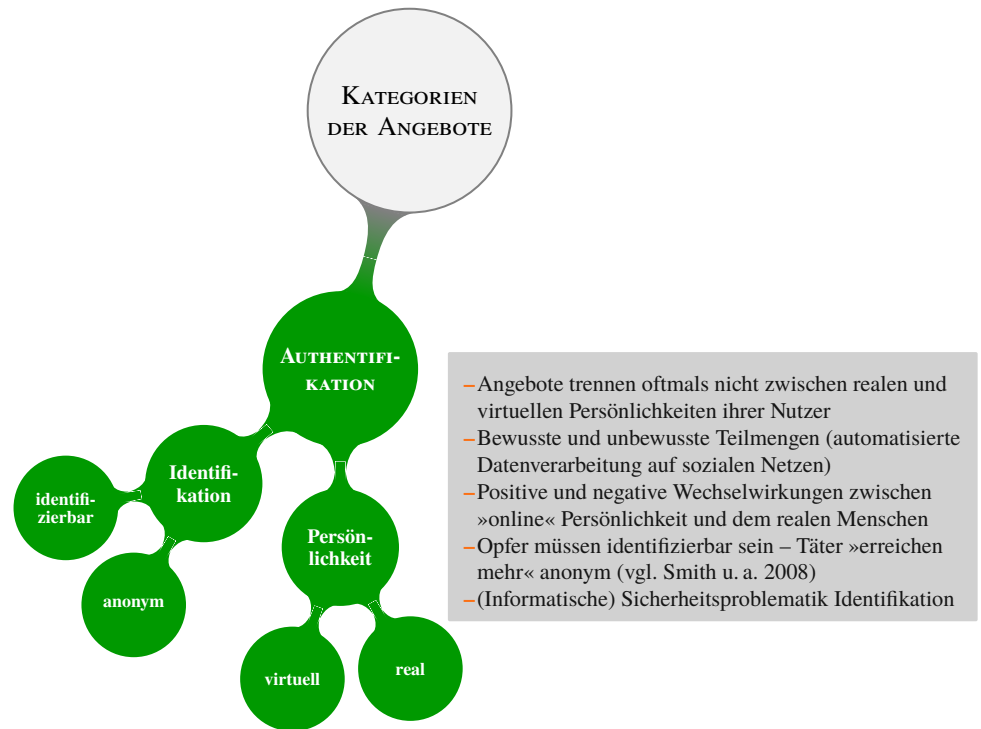 KATEGORIEN
DER ANGEBOTE
AUTHENTIFI-
KATION
Identifi-
kation
identifi-
zierbar
anonym
Persön-
lichkeit
virtuell
real
–Angebote trennen oftmals nicht zwischen realen und
virtuellen Persönlichkeiten ihrer Nutzer
–Bewusste und unbewusste Teilmengen (automatisierte
Datenverarbeitung auf sozialen Netzen)
–Positive und negative Wechselwirkungen zwischen
»online« Persönlichkeit und dem realen Menschen
–Opfer müssen identifizierbar sein – Täter »erreichen
mehr« anonym (vgl. Smith u. a. 2008)
–(Informatische) Sicherheitsproblematik Identifikation